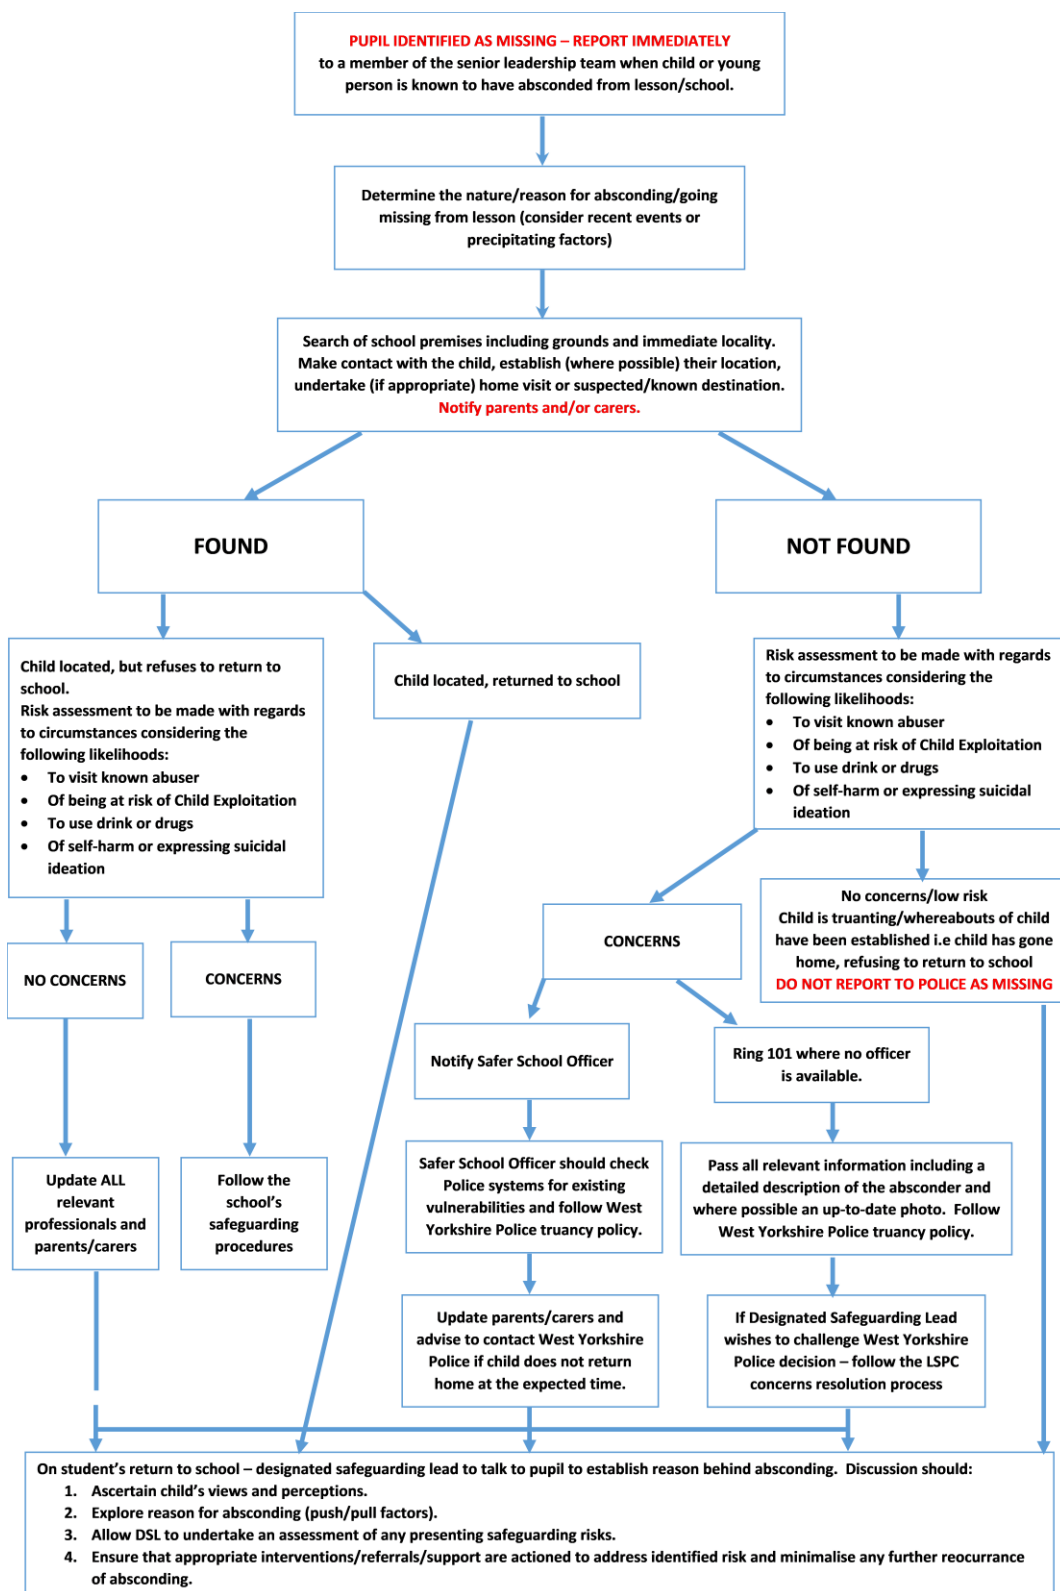 PUPIL IDENTIFIED AS MISSING – REPORT IMMEDIATELY
to a member of the senior leadership team when child or young
person is known to have absconded from lesson/school.
Determine the nature/reason for absconding/going
missing from lesson (consider recent events or
precipitating factors)
Search of school premises including grounds and immediate locality.
Make contact with the child, establish (where possible) their location,
undertake (if appropriate) home visit or suspected/known destination.
Notify parents and/or carers.
FOUND
NOT FOUND
Child located, but refuses to return to
school.
Risk assessment to be made with regards
to circumstances considering the
following likelihoods:
• To visit known abuser
• Of being at risk of Child Exploitation
• To use drink or drugs
• Of self-harm or expressing suicidal
ideation
Child located, returned to school
Risk assessment to be made with regards
to circumstances considering the
following likelihoods:
• To visit known abuser
• Of being at risk of Child Exploitation
• To use drink or drugs
• Of self-harm or expressing suicidal
ideation
NO CONCERNS
CONCERNS
CONCERNS
No concerns/low risk
Child is truanting/whereabouts of child
have been established i.e child has gone
home, refusing to return to school
DO NOT REPORT TO POLICE AS MISSING
Notify Safer School Officer
Ring 101 where no officer
is available.
Update ALL
relevant
professionals and
parents/carers
Follow the
school's
safeguarding
procedures
Safer School Officer should check
Police systems for existing
vulnerabilities and follow West
Yorkshire Police truancy policy.
Pass all relevant information including a
detailed description of the absconder and
where possible an up-to-date photo.  Follow
West Yorkshire Police truancy policy.
Update parents/carers and
advise to contact West Yorkshire
Police if child does not return
home at the expected time.
If Designated Safeguarding Lead
wishes to challenge West Yorkshire
Police decision – follow the LSPC
concerns resolution process
On student's return to school – designated safeguarding lead to talk to pupil to establish reason behind absconding.  Discussion should:
1. Ascertain child's views and perceptions.
2. Explore reason for absconding (push/pull factors).
3. Allow DSL to undertake an assessment of any presenting safeguarding risks.
4. Ensure that appropriate interventions/referrals/support are actioned to address identified risk and minimalise any further reocurrance
of absconding.